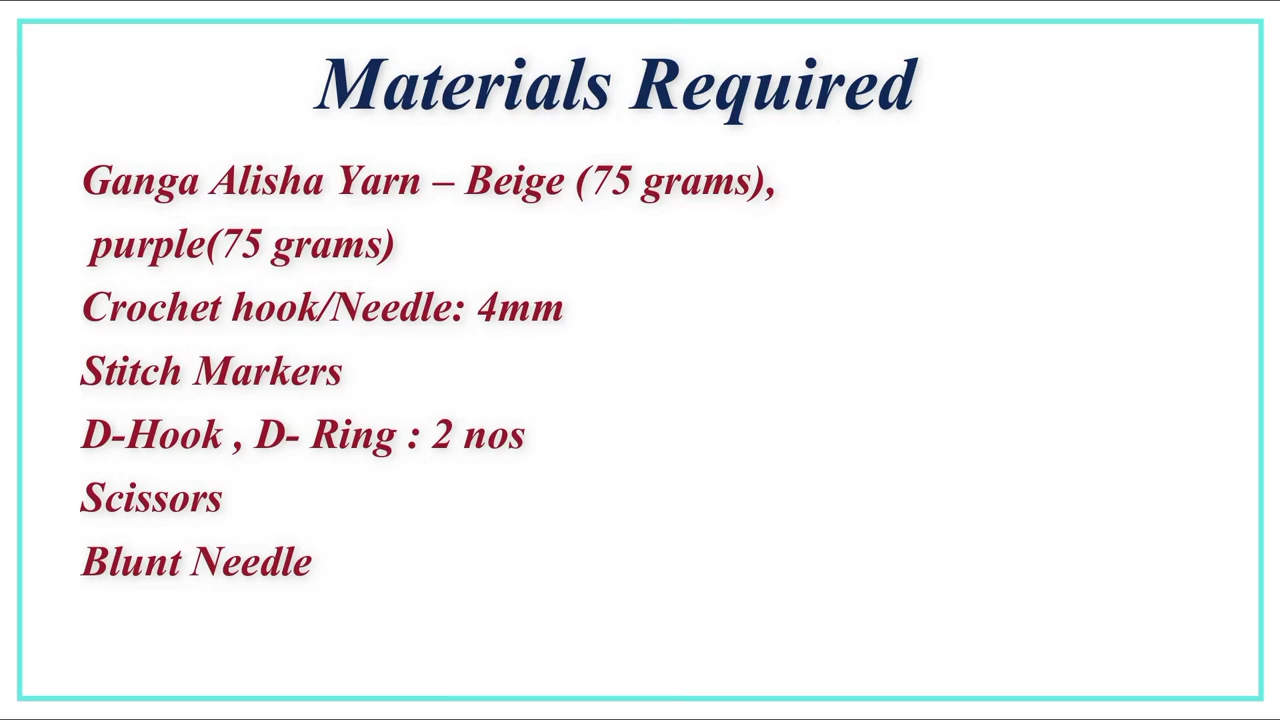 Materials Required
Ganga Alisha Yarn – Beige (75 grams),
purple(75 grams)
Crochet hook/Needle: 4mm
Stitch Markers
D-Hook , D- Ring : 2 nos
Scissors
Blunt Needle